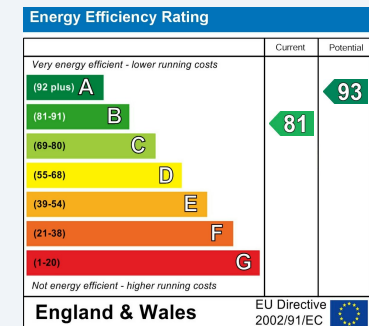 Energy Efficiency Rating
Current Potential
Very energy efficient - lower running costs
(92 plus) A
93
(81-91) B
81
(69-80) C
(55-68) D
(39-54) E
(21-38) F
(1-20) G
Not energy efficient - higher running costs
England & Wales
EU Directive
2002/91/EC